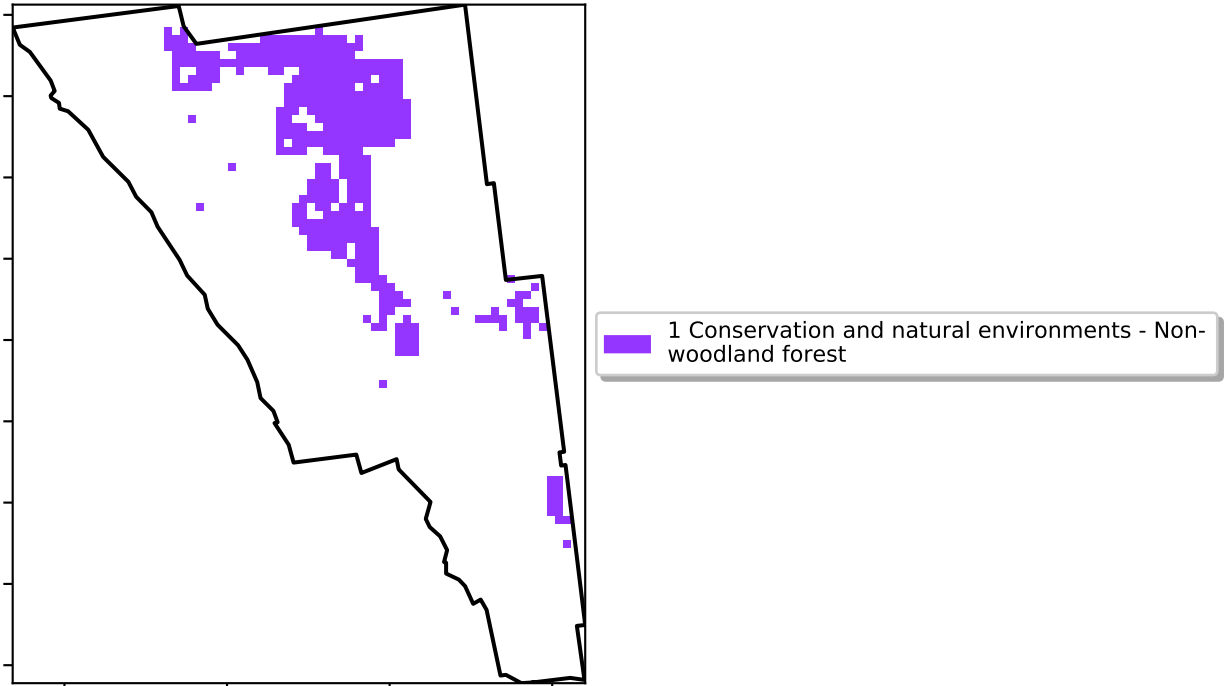 1 Conservation and natural environments - Non-
woodland forest